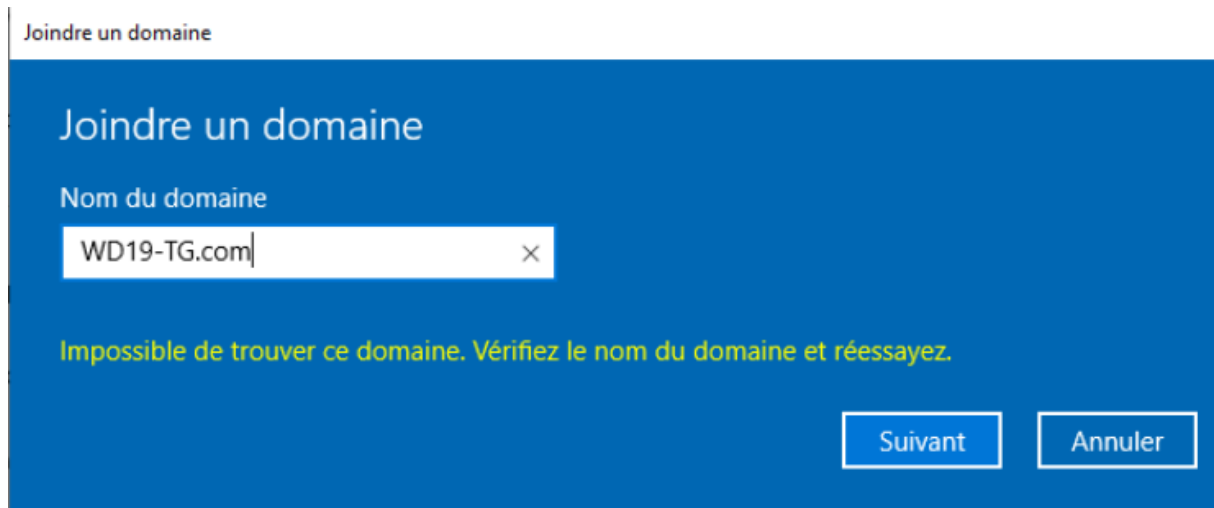 Joindre un domaine
Joindre un domaine
Nom du domaine
WD19-TG.com
Impossible de trouver ce domaine. Vérifiez le nom du domaine et réessayez.
Suivant Annuler